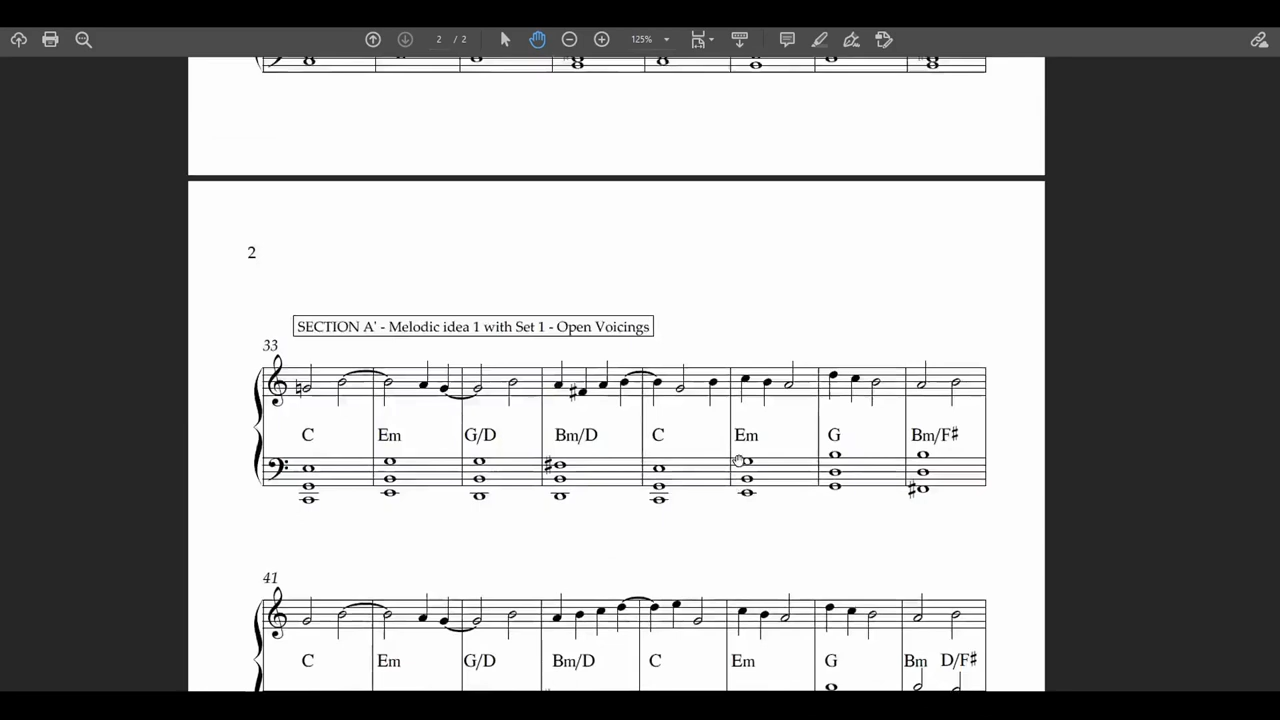 2 / 2
125%
2
SECTION A' - Melodic idea 1 with Set 1 - Open Voicings
33
C Em G/D Bm/D C Em G Bm/F♯
41
C Em G/D Bm/D C Em G Bm D/F♯